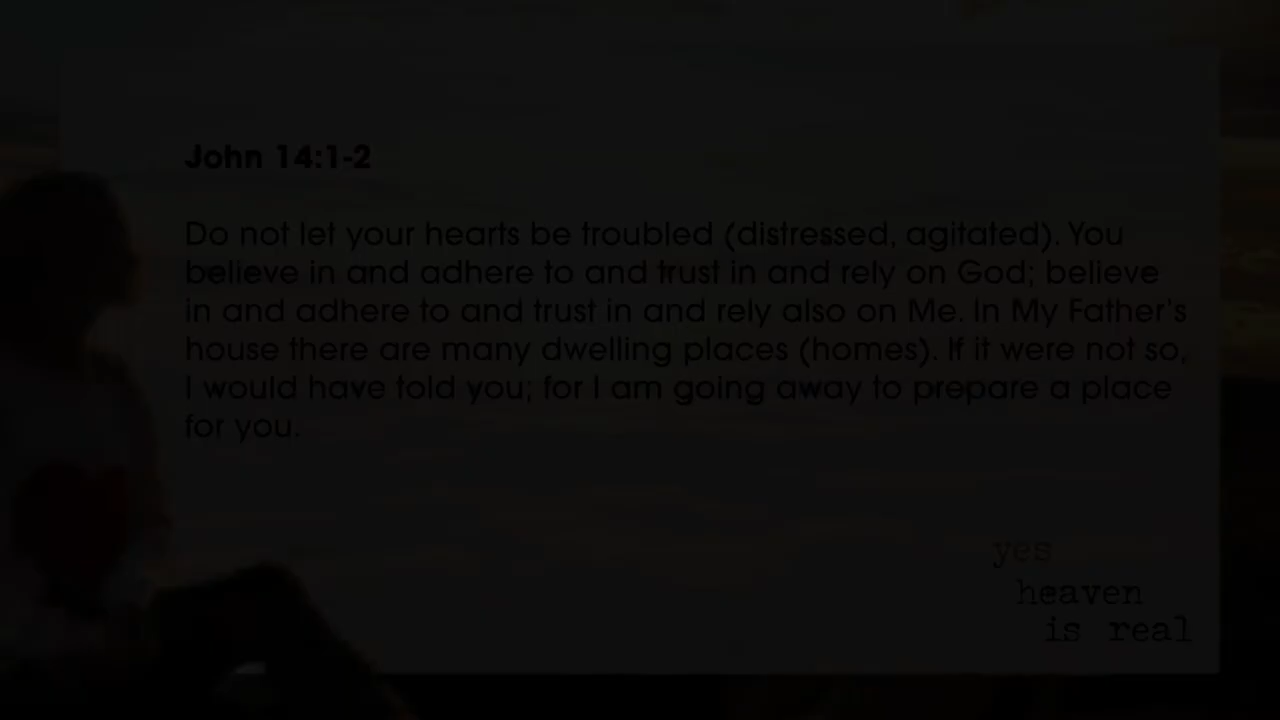 John 14:1-2
Do not let your hearts be troubled (distressed, agitated). You
believe in and adhere to and trust in and rely on God; believe
in and adhere to and trust in and rely also on Me. In My Father's
house there are many dwelling places (homes). If it were not so,
I would have told you; for I am going away to prepare a place
for you.
yes
heaven
is real